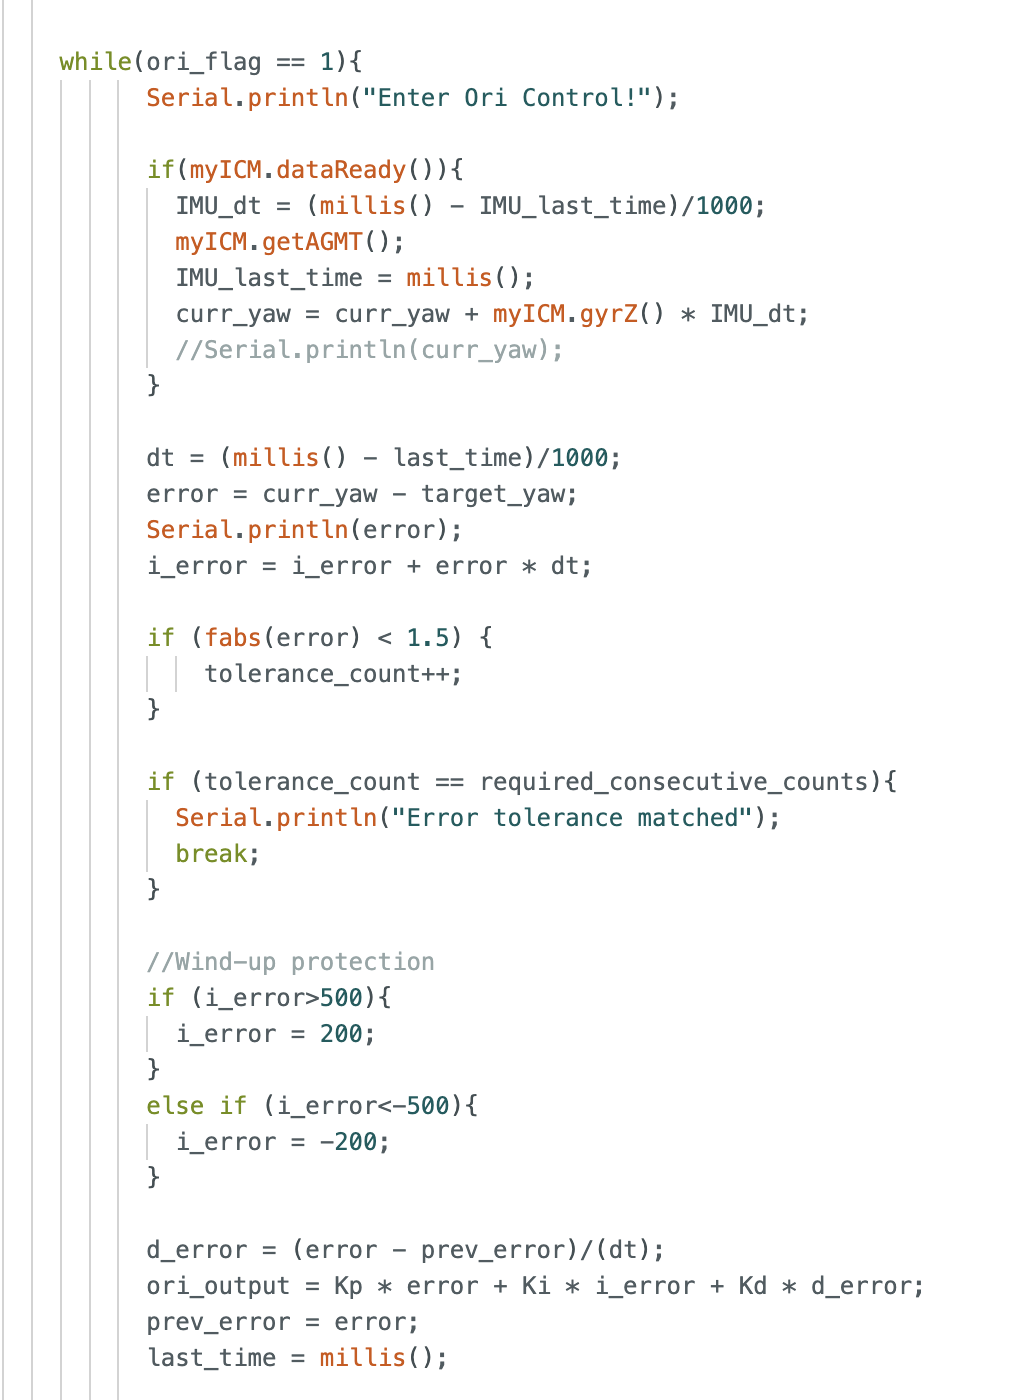 while(ori_flag == 1){
Serial.println("Enter Ori Control!");
if(myICM.dataReady()){
IMU_dt = (millis() - IMU_last_time)/1000;
myICM.getAGMT();
IMU_last_time = millis();
curr_yaw = curr_yaw + myICM.gyrZ() * IMU_dt;
//Serial.println(curr_yaw);
}
dt = (millis() - last_time)/1000;
error = curr_yaw - target_yaw;
Serial.println(error);
i_error = i_error + error * dt;
if (fabs(error) < 1.5) {
tolerance_count++;
}
if (tolerance_count == required_consecutive_counts){
Serial.println("Error tolerance matched");
break;
}
//Wind-up protection
if (i_error>500){
i_error = 200;
}
else if (i_error<-500){
i_error = -200;
}
d_error = (error - prev_error)/(dt);
ori_output = Kp * error + Ki * i_error + Kd * d_error;
prev_error = error;
last_time = millis();